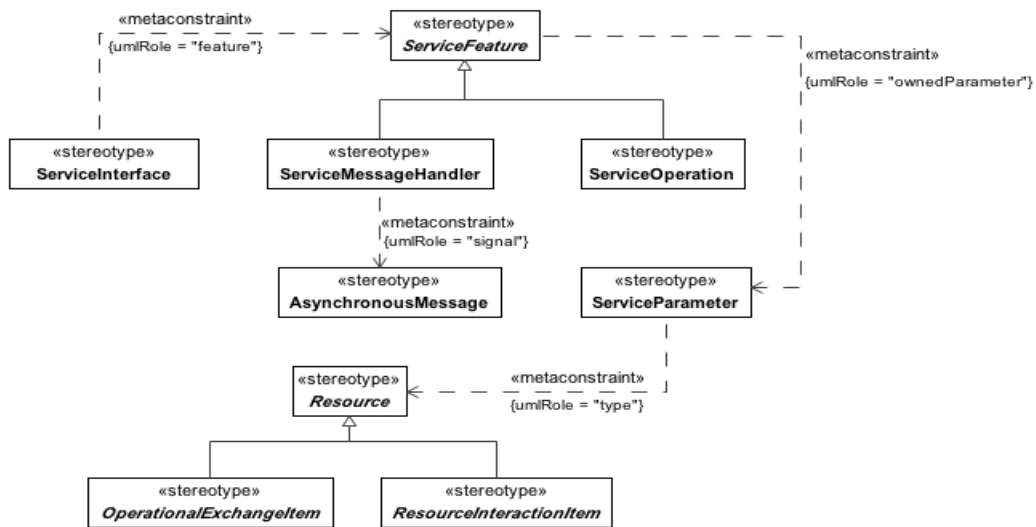 «metaconstraint»
{umlRole = "feature"}
«stereotype»
ServiceFeature
«metaconstraint»
{umlRole = "ownedParameter"}
«stereotype»
ServiceInterface
«stereotype»
ServiceMessageHandler
«stereotype»
ServiceOperation
«metaconstraint»
{umlRole = "signal"}
«stereotype»
AsynchronousMessage
«stereotype»
ServiceParameter
«stereotype»
Resource
«metaconstraint»
{umlRole = "type"}
«stereotype»
OperationalExchangeItem
«stereotype»
ResourceInteractionItem